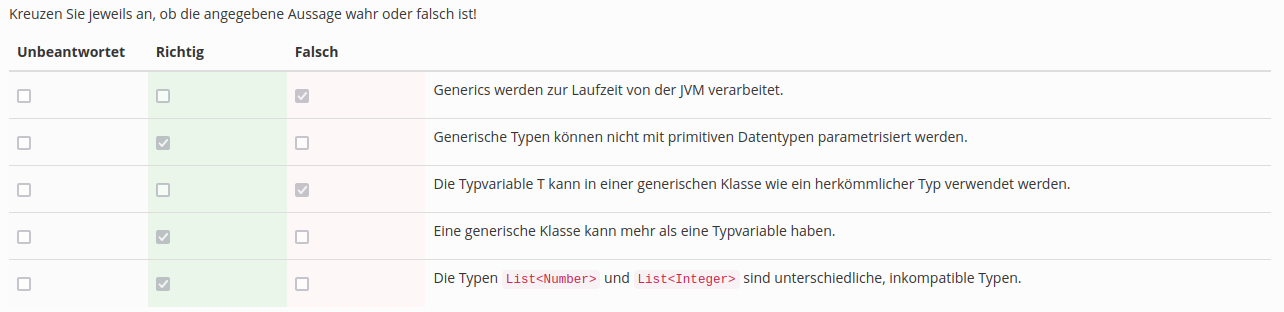 Kreuzen Sie jeweils an, ob die angegebene Aussage wahr oder falsch ist!
Unbeantwortet Richtig Falsch
Generics werden zur Laufzeit von der JVM verarbeitet.
Generische Typen können nicht mit primitiven Datentypen parametrisiert werden.
Die Typvariable T kann in einer generischen Klasse wie ein herkömmlicher Typ verwendet werden.
Eine generische Klasse kann mehr als eine Typvariable haben.
Die Typen List<Number> und List<Integer> sind unterschiedliche, inkompatible Typen.